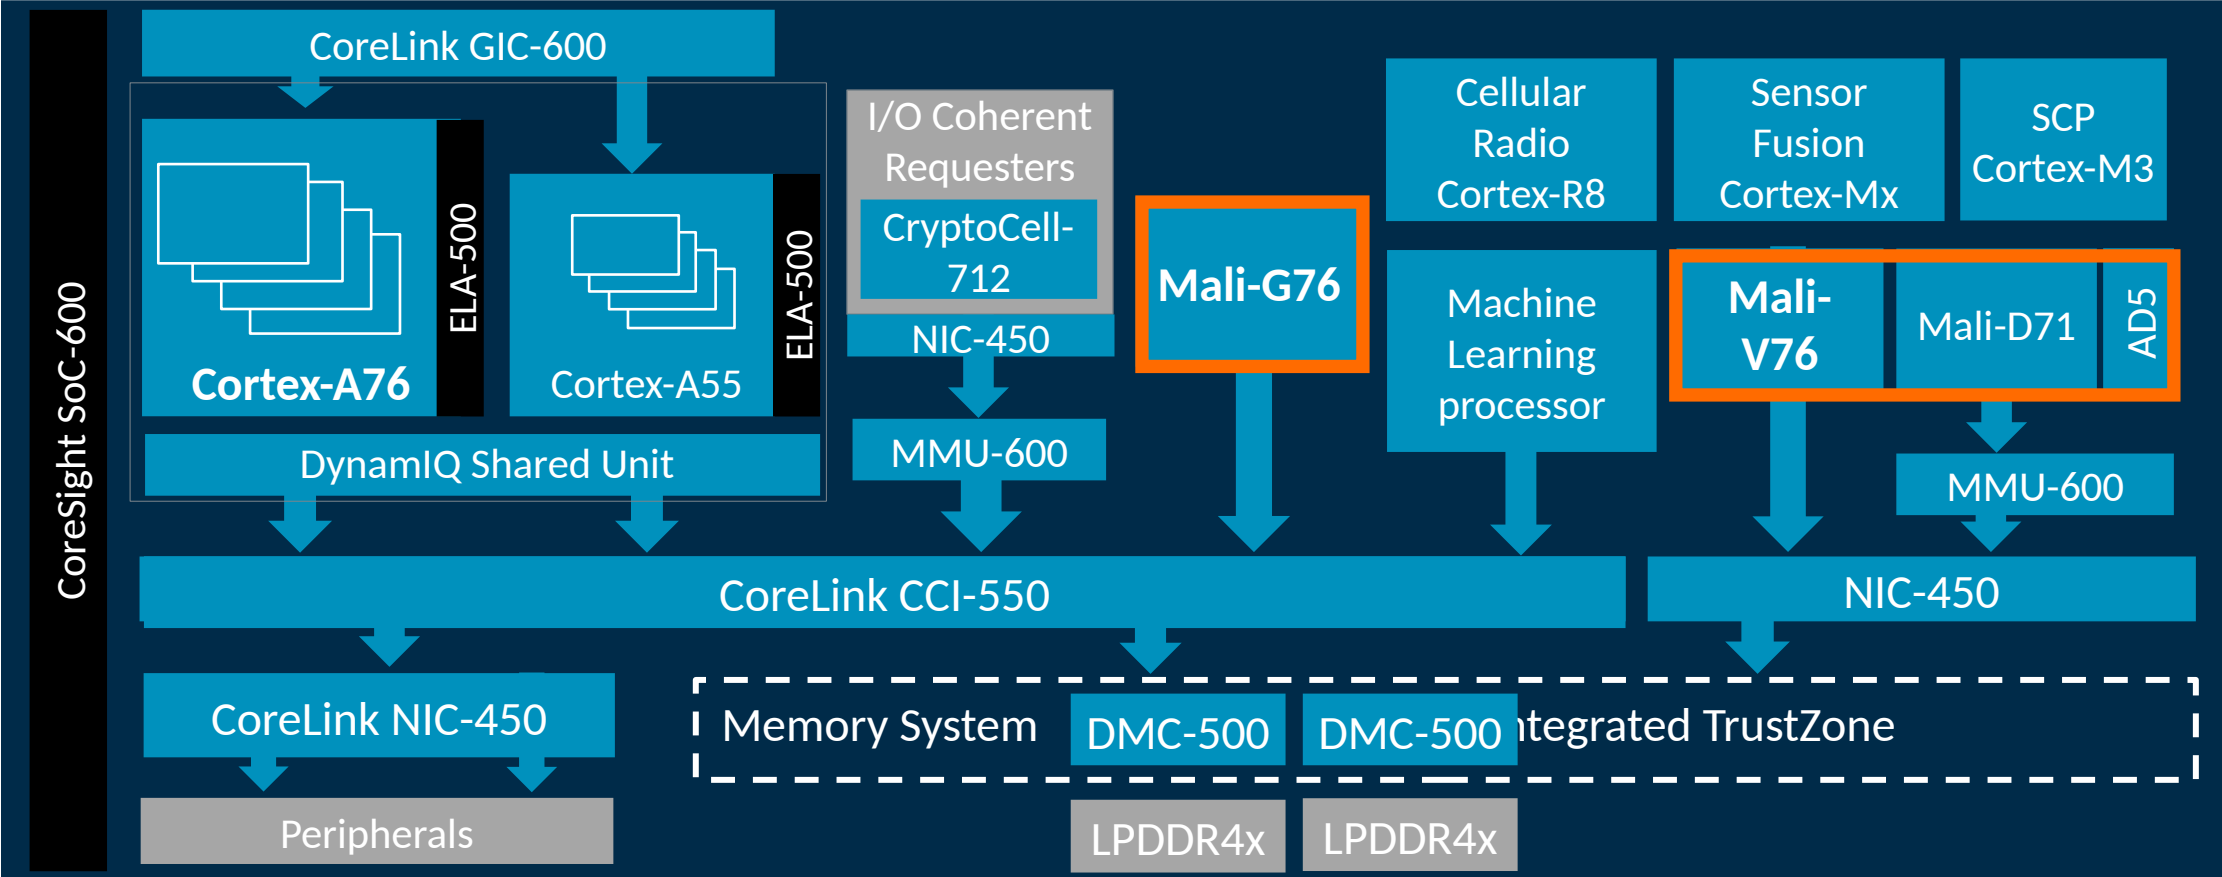 CoreSight SoC-600
CoreLink GIC-600
Cortex-A76
ELA-500
Cortex-A55
ELA-500
DynamIQ Shared Unit
I/O Coherent
Requesters
CryptoCell-
712
NIC-450
MMU-600
Mali-G76
Cellular
Radio
Cortex-R8
Sensor
Fusion
Cortex-Mx
SCP
Cortex-M3
Machine
Learning
processor
Mali-
V76
Mali-D71
AD5
MMU-600
CoreLink CCI-550
NIC-450
CoreLink NIC-450
Peripherals
Memory System
DMC-500
DMC-500
ntegrated TrustZone
LPDDR4x
LPDDR4x